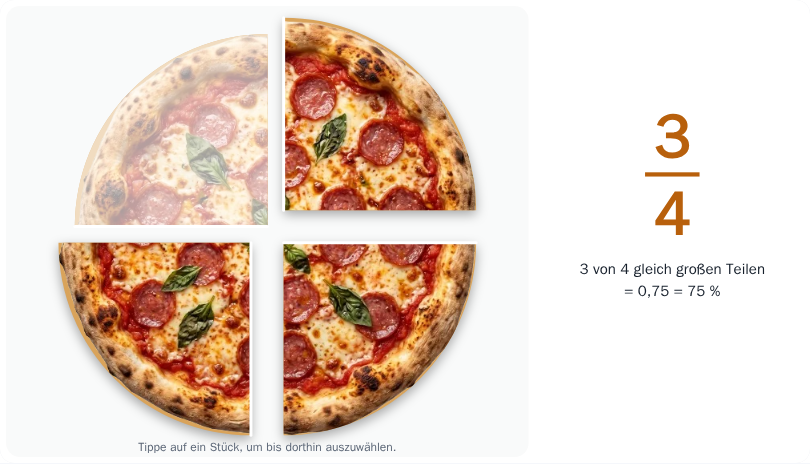 3
4
3 von 4 gleich großen Teilen
= 0,75 = 75 %
Tippe auf ein Stück, um bis dorthin auszuwählen.